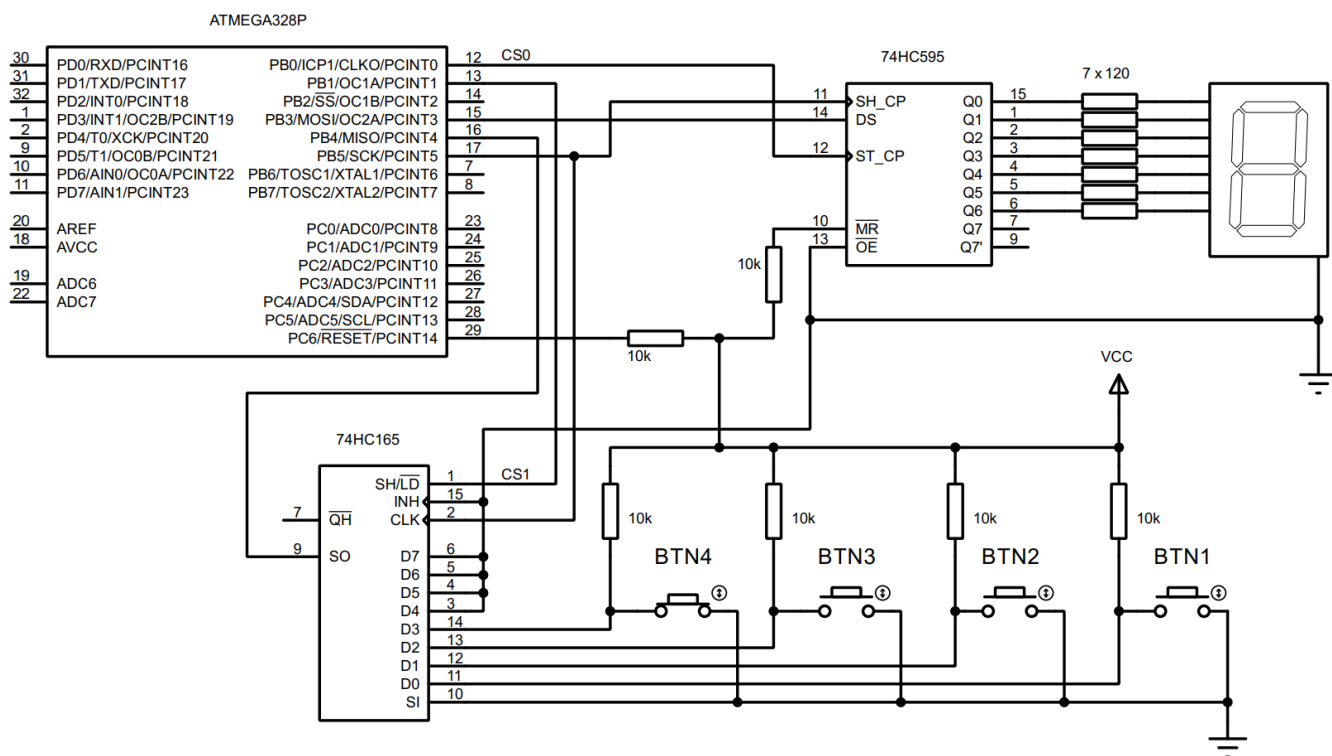 ATMEGA328P
30 PD0/RXD/PCINT16
31 PD1/TXD/PCINT17
32 PD2/INT0/PCINT18
1 PD3/INT1/OC2B/PCINT19
2 PD4/T0/XCK/PCINT20
9 PD5/T1/OC0B/PCINT21
10 PD6/AIN0/OC0A/PCINT22
11 PD7/AIN1/PCINT23
20 AREF
18 AVCC
19 ADC6
22 ADC7
PB0/ICP1/CLKO/PCINT0 12 CS0
PB1/OC1A/PCINT1 13
PB2/SS/OC1B/PCINT2 14
PB3/MOSI/OC2A/PCINT3 15
PB4/MISO/PCINT4 16
PB5/SCK/PCINT5 17
PB6/TOSC1/XTAL1/PCINT6 7
PB7/TOSC2/XTAL2/PCINT7 8
PC0/ADC0/PCINT8 23
PC1/ADC1/PCINT9 24
PC2/ADC2/PCINT10 25
PC3/ADC3/PCINT11 26
PC4/ADC4/SDA/PCINT12 27
PC5/ADC5/SCL/PCINT13 28
PC6/RESET/PCINT14 29
74HC595
11 SH_CP
14 DS
12 ST_CP
10 MR
13 OE
Q0 15
Q1 1
Q2 2
Q3 3
Q4 4
Q5 5
Q6 6
Q7 7
Q7' 9
7 x 120
10k
10k
VCC
74HC165
7 QH
9 SO
SH/LD 1 CS1
INH 15
CLK 2
D7 6
D6 5
D5 4
D4 3
D3 14
D2 13
D1 12
D0 11
SI 10
10k
10k
10k
10k
BTN4
BTN3
BTN2
BTN1